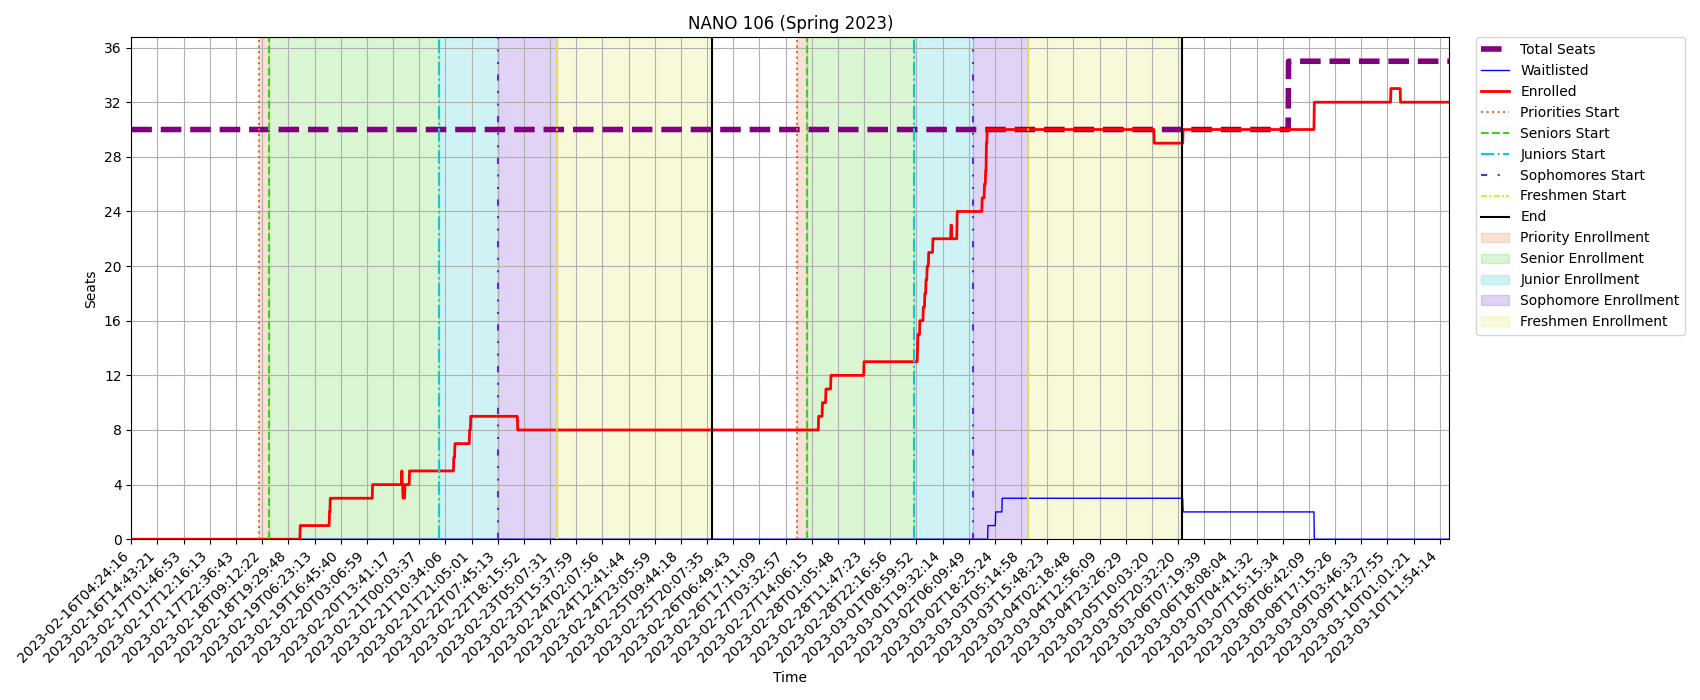 NANO 106 (Spring 2023)
Seats
36
32
28
24
20
16
12
8
4
0
2023-02-16T04:24:16
2023-02-16T14:43:21
2023-02-17T01:46:53
2023-02-17T12:16:13
2023-02-17T22:36:43
2023-02-18T09:12:22
2023-02-18T19:29:48
2023-02-19T06:23:13
2023-02-19T16:45:40
2023-02-20T03:06:59
2023-02-20T13:41:17
2023-02-21T00:03:37
2023-02-21T10:34:06
2023-02-21T21:05:01
2023-02-22T07:45:13
2023-02-22T18:15:52
2023-02-23T05:07:31
2023-02-23T15:37:59
2023-02-24T02:07:56
2023-02-24T12:41:44
2023-02-24T23:05:59
2023-02-25T09:44:18
2023-02-25T20:07:35
2023-02-26T06:49:43
2023-02-26T17:11:09
2023-02-27T03:32:57
2023-02-27T14:06:15
2023-02-28T01:05:48
2023-02-28T11:47:23
2023-02-28T22:16:56
2023-03-01T08:59:52
2023-03-01T19:32:14
2023-03-02T06:09:49
2023-03-02T18:25:24
2023-03-03T05:14:58
2023-03-03T15:48:23
2023-03-04T02:18:48
2023-03-04T12:56:09
2023-03-04T23:26:29
2023-03-05T10:03:20
2023-03-05T20:32:20
2023-03-06T07:19:39
2023-03-06T18:08:04
2023-03-07T04:41:32
2023-03-07T15:15:34
2023-03-08T06:42:09
2023-03-08T17:15:26
2023-03-09T03:46:33
2023-03-09T14:27:55
2023-03-10T01:01:21
2023-03-10T11:54:14
Time
Total Seats
Waitlisted
Enrolled
Priorities Start
Seniors Start
Juniors Start
Sophomores Start
Freshmen Start
End
Priority Enrollment
Senior Enrollment
Junior Enrollment
Sophomore Enrollment
Freshmen Enrollment